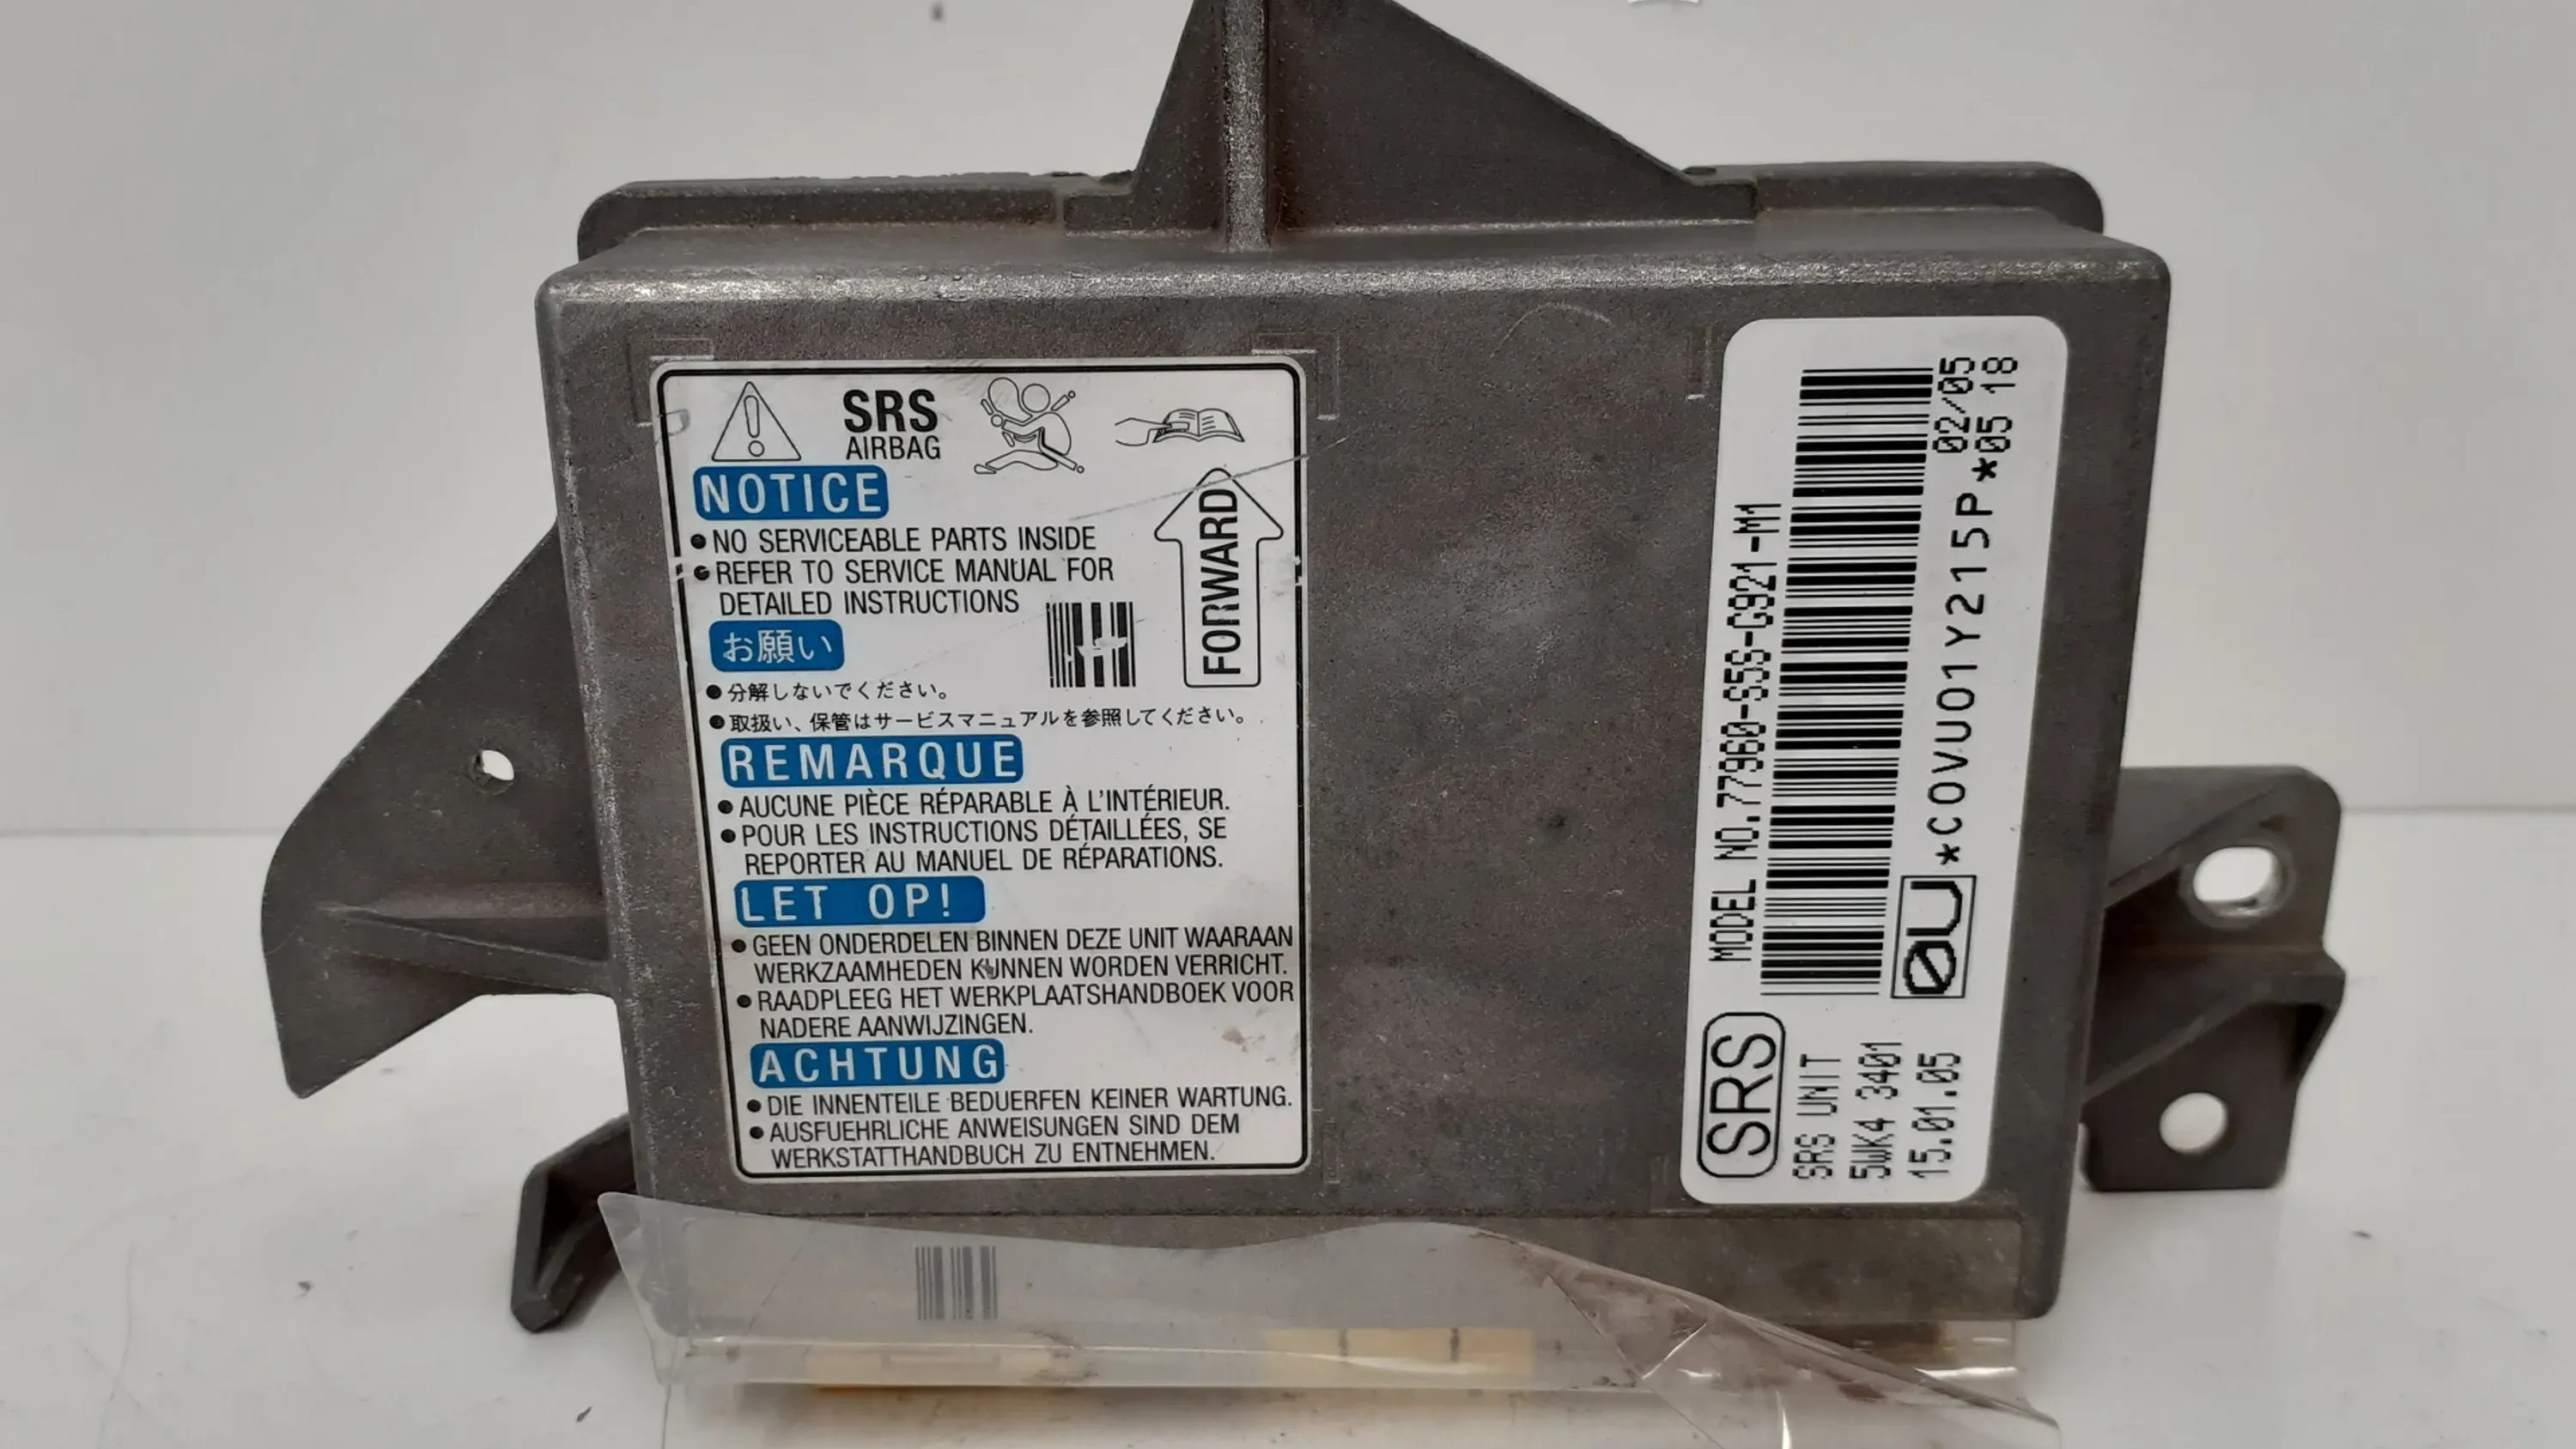 SRS
AIRBAG
NOTICE
●NO SERVICEABLE PARTS INSIDE
●REFER TO SERVICE MANUAL FOR
DETAILED INSTRUCTIONS
FORWARD
お願い
●分解しないでください。
●取扱い、保管はサービスマニュアルを参照してください。
REMARQUE
●AUCUNE PIÈCE RÉPARABLE À L'INTÉRIEUR.
●POUR LES INSTRUCTIONS DÉTAILLÉES, SE
REPORTER AU MANUEL DE RÉPARATIONS.
LET OP!
●GEEN ONDERDELEN BINNEN DEZE UNIT WAARAAN
WERKZAAMHEDEN KUNNEN WORDEN VERRICHT.
●RAADPLEEG HET WERKPLAATSHANDBOEK VOOR
NADERE AANWIJZINGEN.
ACHTUNG
●DIE INNENTEILE BEDUERFEN KEINER WARTUNG.
●AUSFUEHRLICHE ANWEISUNGEN SIND DEM
WERKSTATTHANDBUCH ZU ENTNEHMEN.
SRS
MODEL NO.77960-S5S-G921-M1
SRS UNIT
5WK4 3401
15.01.05
0U
*C0VU01Y215P*
02/05
05 18